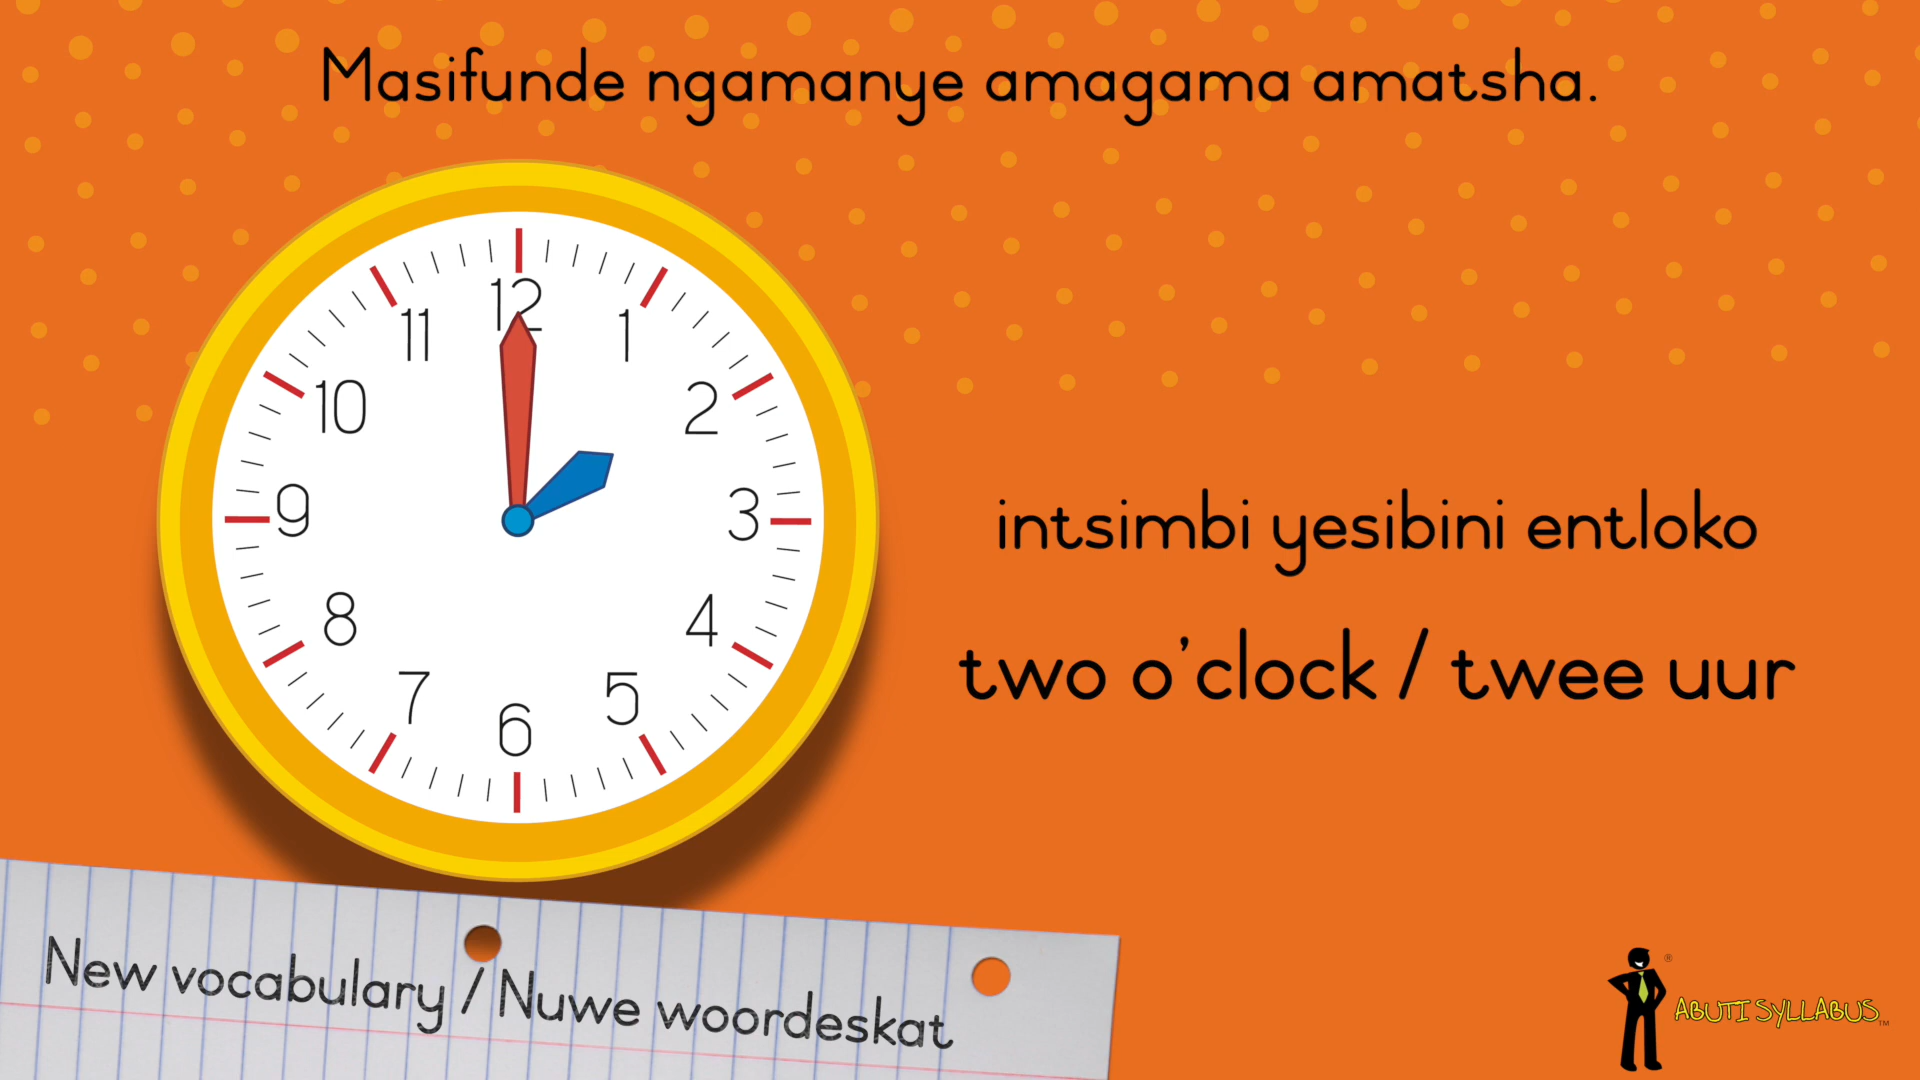 Masifunde ngamanye amagama amatsha.
12
11
1
10
2
9
3
8
4
7
5
6
intsimbi yesibini entloko
two o'clock / twee uur
New vocabulary / Nuwe woordeskat
®
ABUTI SYLLABUS™